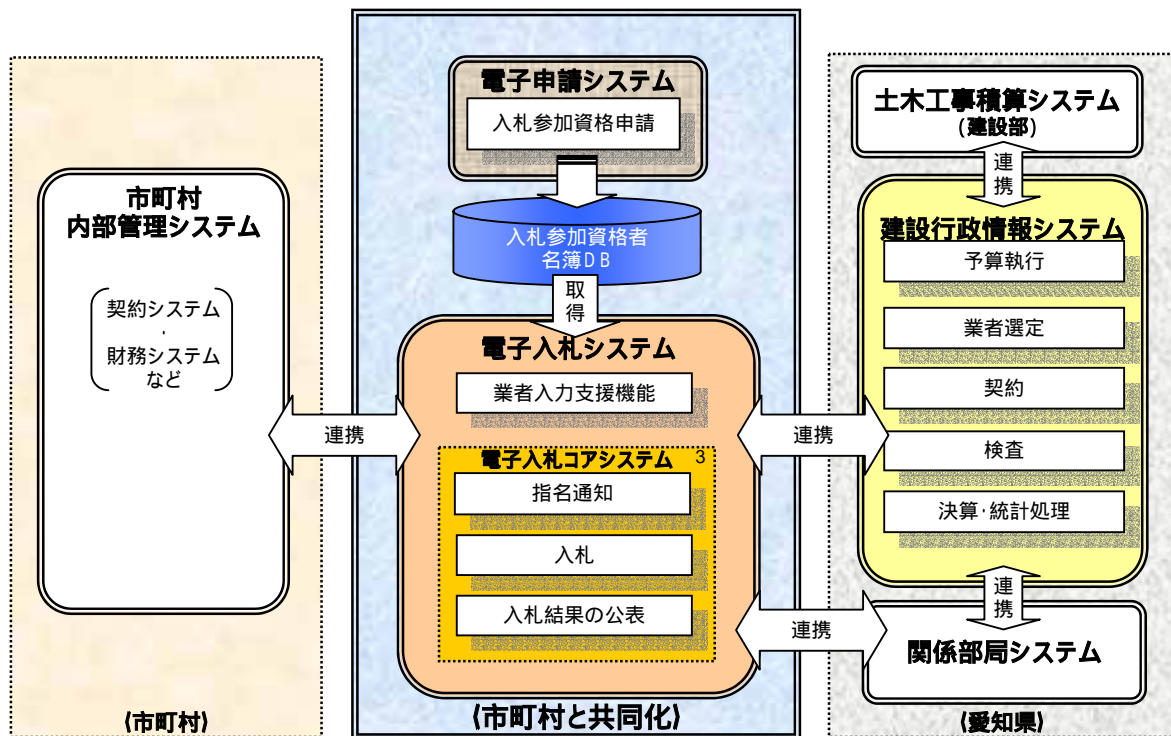 市町村
内部管理システム
契約システム
・
財務システム
など
連携
(市町村)
電子申請システム
入札参加資格申請
入札参加資格者
名簿DB
取得
電子入札システム
業者入力支援機能
電子入札コアシステム 3
指名通知
入札
入札結果の公表
(市町村と共同化)
連携
連携
土木工事積算システム
(建設部)
連携
建設行政情報システム
予算執行
業者選定
契約
検査
決算・統計処理
連携
関係部局システム
(愛知県)